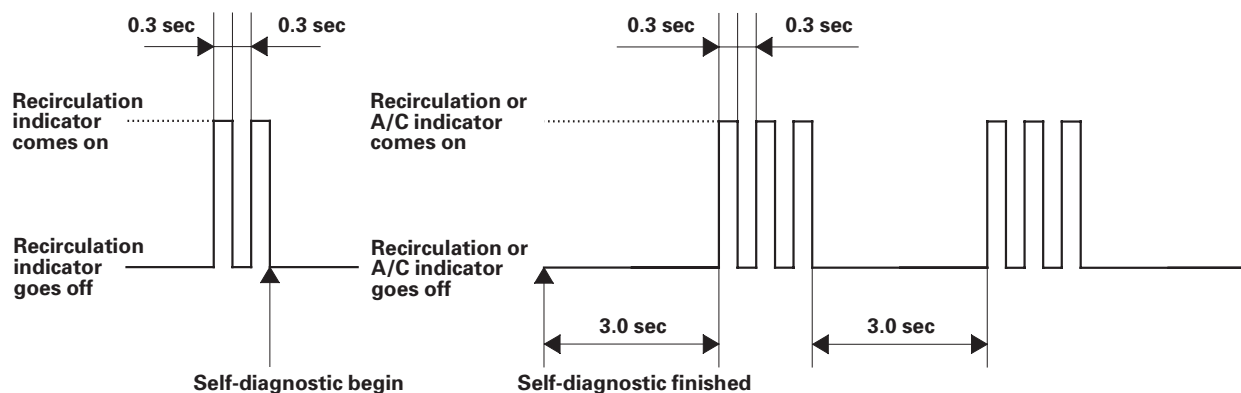 0.3 sec
0.3 sec
0.3 sec
0.3 sec
Recirculation
indicator
comes on
Recirculation or
A/C indicator
comes on
Recirculation
indicator
goes off
Recirculation or
A/C indicator
goes off
3.0 sec
3.0 sec
Self-diagnostic begin
Self-diagnostic finished